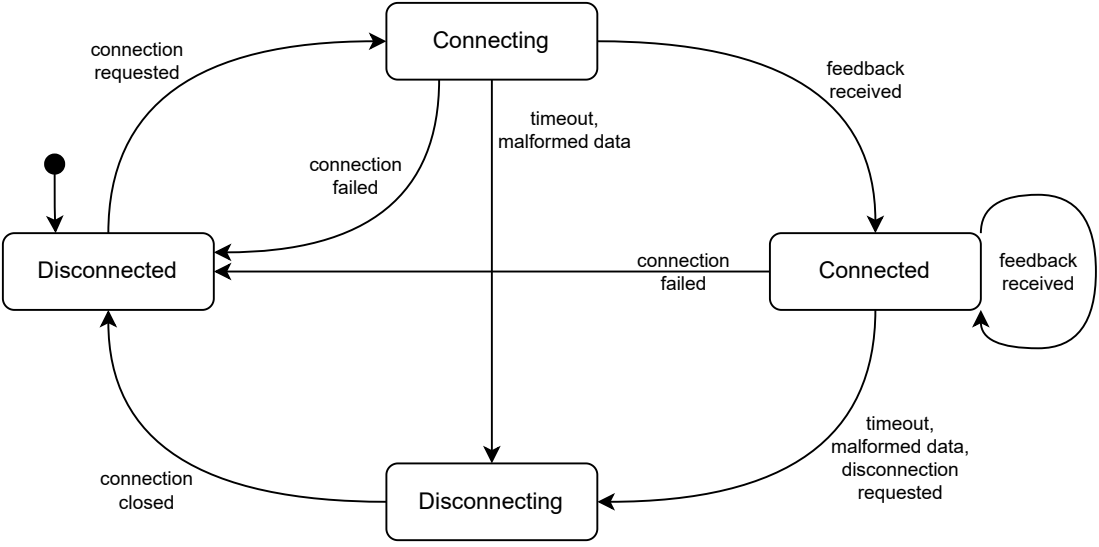 Connecting
connection
requested
feedback
received
timeout,
malformed data
connection
failed
Disconnected
connection
failed
Connected
feedback
received
timeout,
malformed data,
disconnection
requested
connection
closed
Disconnecting